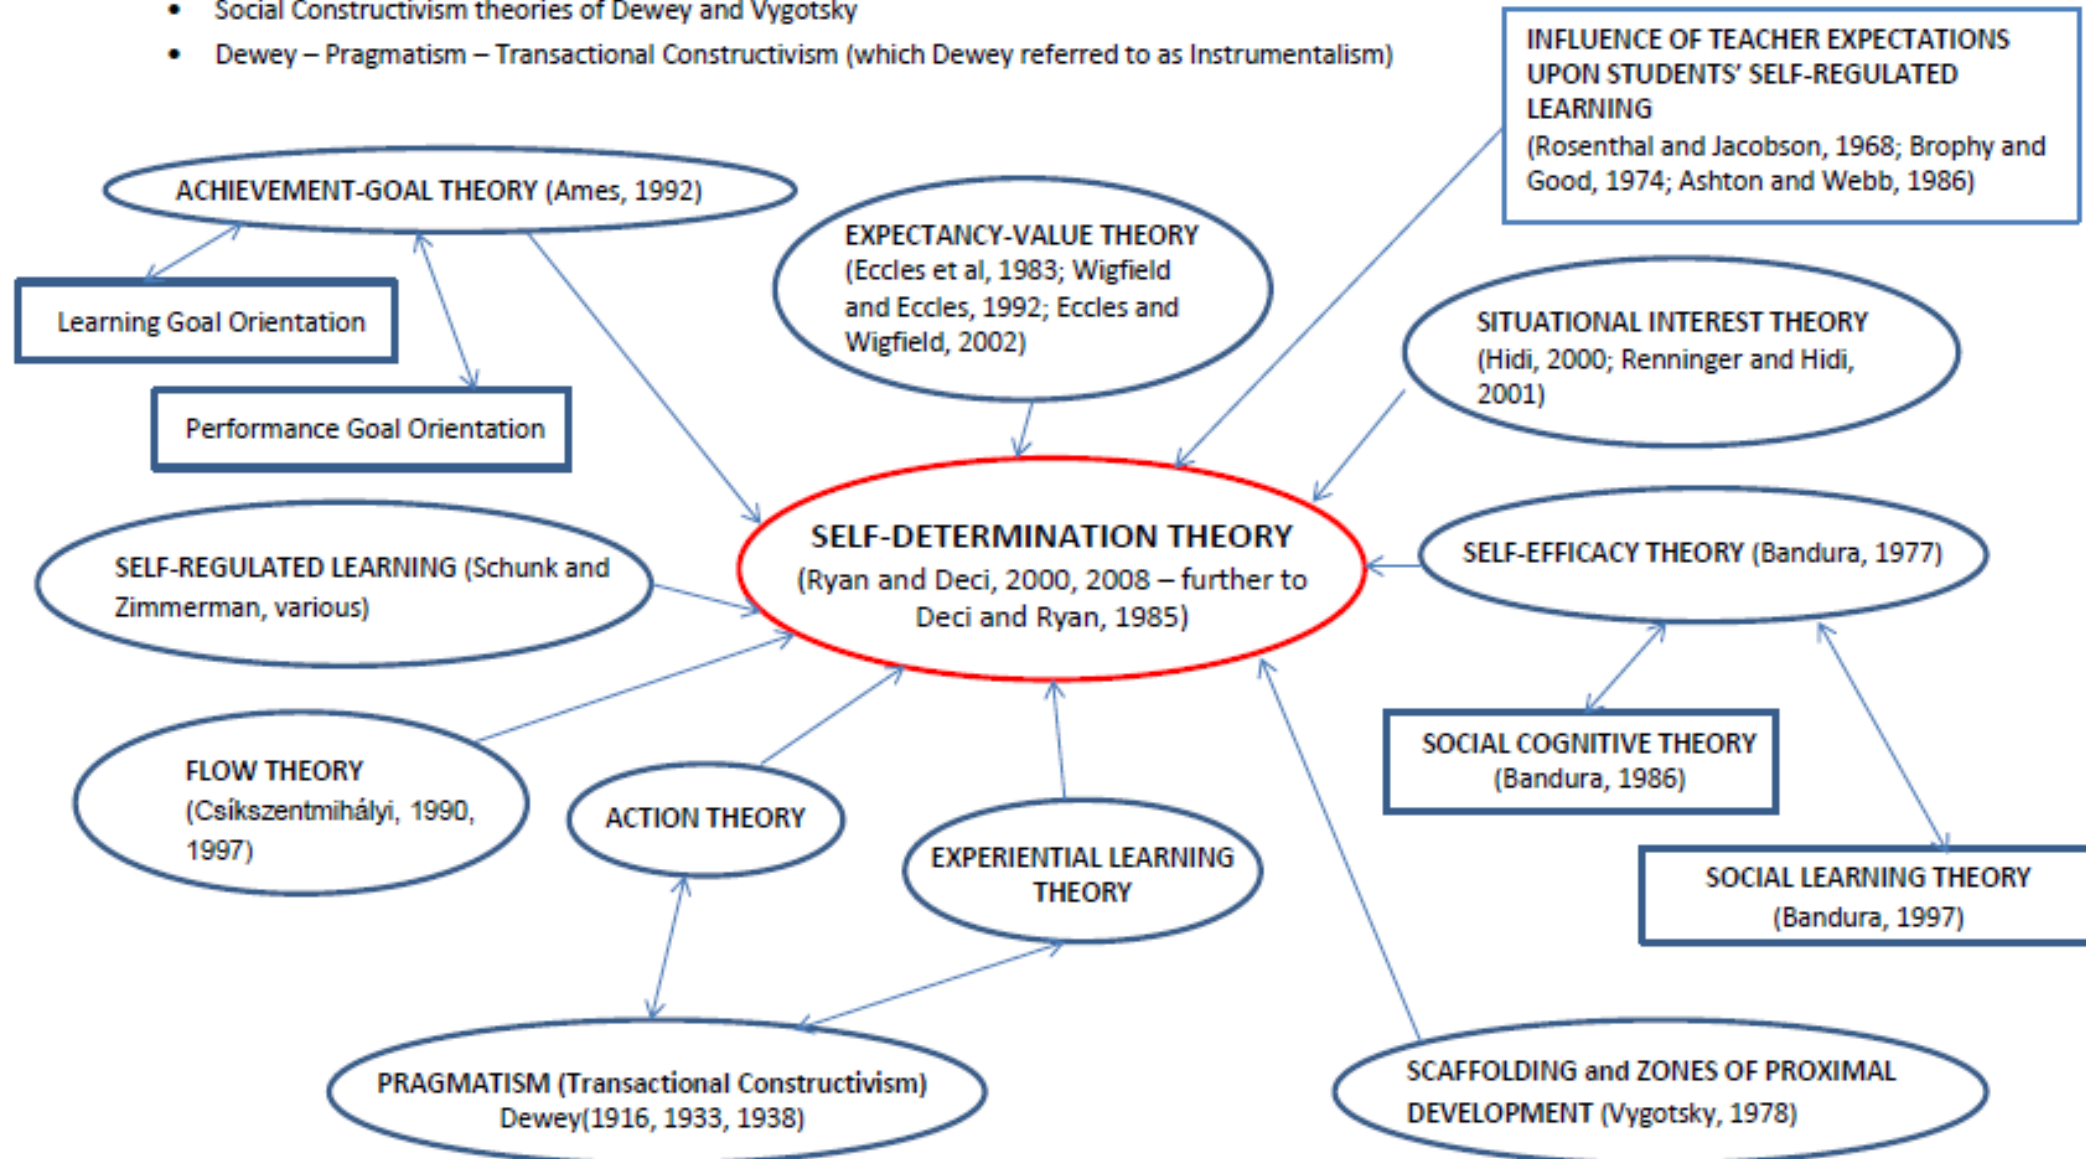 • Social Constructivism theories of Dewey and Vygotsky
• Dewey – Pragmatism – Transactional Constructivism (which Dewey referred to as Instrumentalism)
INFLUENCE OF TEACHER EXPECTATIONS
UPON STUDENTS’ SELF-REGULATED
LEARNING
(Rosenthal and Jacobson, 1968; Brophy and
Good, 1974; Ashton and Webb, 1986)
ACHIEVEMENT-GOAL THEORY (Ames, 1992)
EXPECTANCY-VALUE THEORY
(Eccles et al, 1983; Wigfield
and Eccles, 1992; Eccles and
Wigfield, 2002)
Learning Goal Orientation
SITUATIONAL INTEREST THEORY
(Hidi, 2000; Renninger and Hidi,
2001)
Performance Goal Orientation
SELF-DETERMINATION THEORY
(Ryan and Deci, 2000, 2008 – further to
Deci and Ryan, 1985)
SELF-EFFICACY THEORY (Bandura, 1977)
SELF-REGULATED LEARNING (Schunk and
Zimmerman, various)
SOCIAL COGNITIVE THEORY
(Bandura, 1986)
FLOW THEORY
(Csíkszentmihályi, 1990,
1997)
ACTION THEORY
EXPERIENTIAL LEARNING
THEORY
SOCIAL LEARNING THEORY
(Bandura, 1997)
PRAGMATISM (Transactional Constructivism)
Dewey(1916, 1933, 1938)
SCAFFOLDING and ZONES OF PROXIMAL
DEVELOPMENT (Vygotsky, 1978)